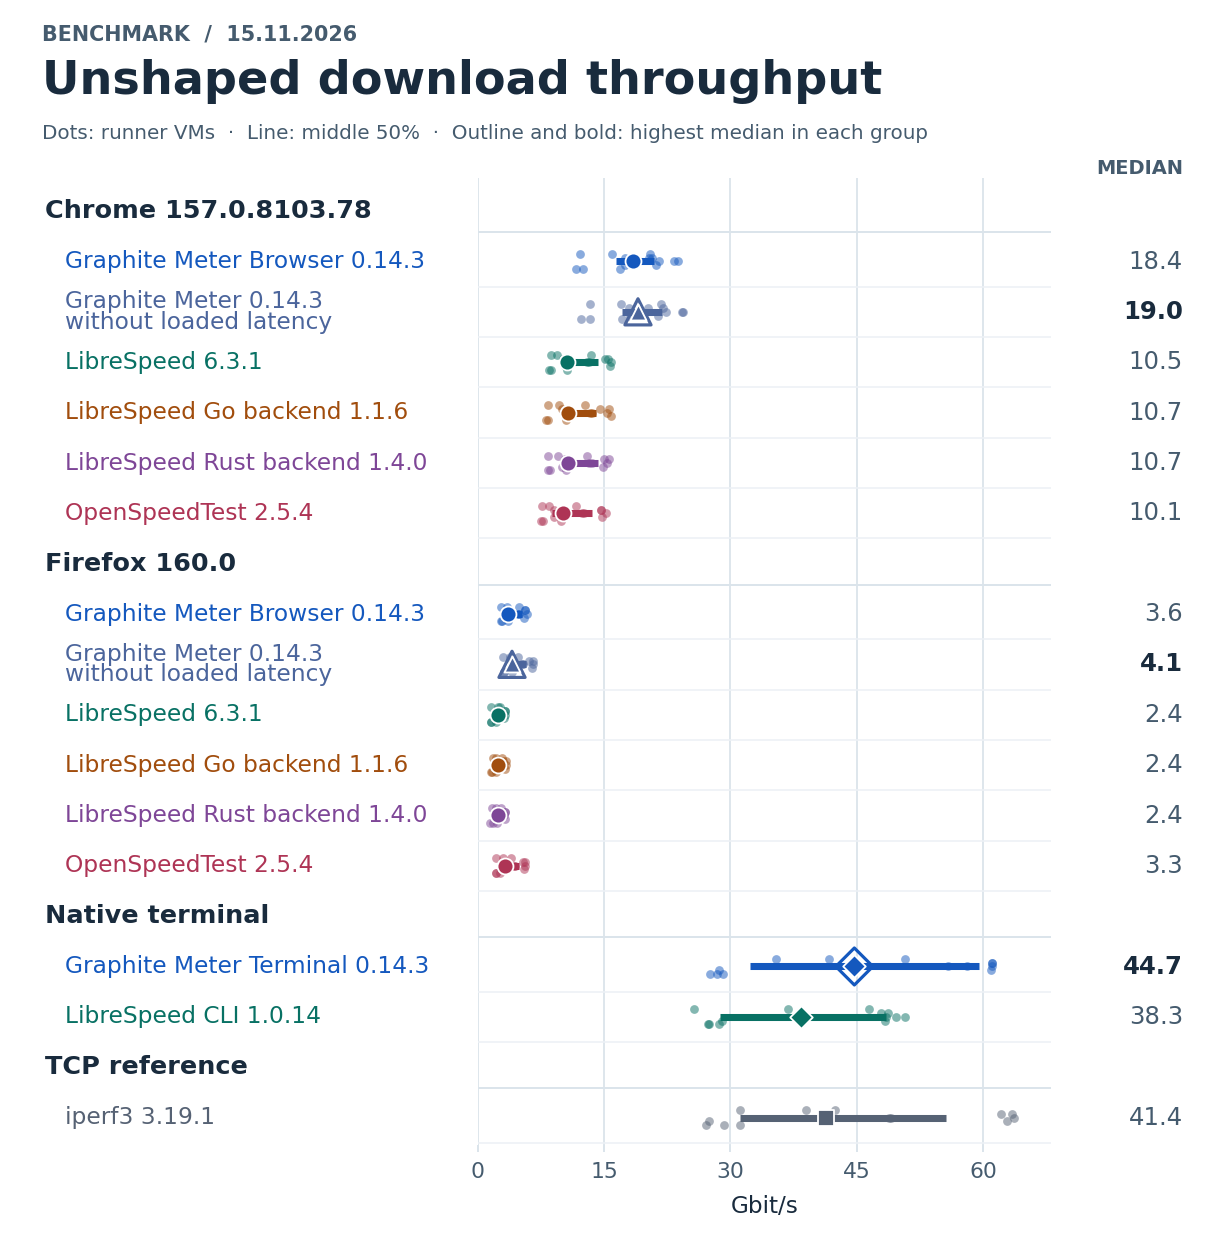 BENCHMARK / 15.11.2026
Unshaped download throughput
Dots: runner VMs · Line: middle 50% · Outline and bold: highest median in each group
MEDIAN
Chrome 157.0.8103.78
Graphite Meter Browser 0.14.3 18.4
Graphite Meter 0.14.3
without loaded latency 19.0
LibreSpeed 6.3.1 10.5
LibreSpeed Go backend 1.1.6 10.7
LibreSpeed Rust backend 1.4.0 10.7
OpenSpeedTest 2.5.4 10.1
Firefox 160.0
Graphite Meter Browser 0.14.3 3.6
Graphite Meter 0.14.3
without loaded latency 4.1
LibreSpeed 6.3.1 2.4
LibreSpeed Go backend 1.1.6 2.4
LibreSpeed Rust backend 1.4.0 2.4
OpenSpeedTest 2.5.4 3.3
Native terminal
Graphite Meter Terminal 0.14.3 44.7
LibreSpeed CLI 1.0.14 38.3
TCP reference
iperf3 3.19.1 41.4
0 15 30 45 60
Gbit/s